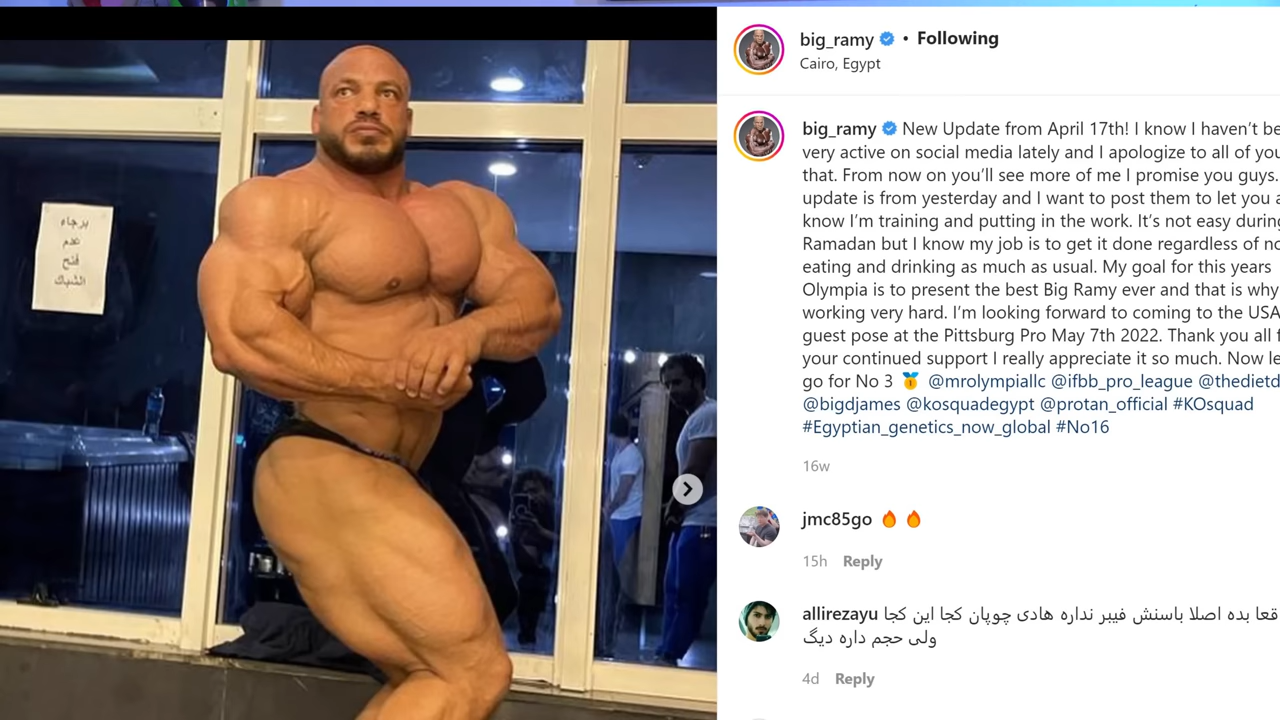 برجاء
عدم
فتح
الشباك
big_ramy • Following
Cairo, Egypt
big_ramy New Update from April 17th! I know I haven’t be
very active on social media lately and I apologize to all of you
that. From now on you’ll see more of me I promise you guys.
update is from yesterday and I want to post them to let you a
know I’m training and putting in the work. It’s not easy during
Ramadan but I know my job is to get it done regardless of no
eating and drinking as much as usual. My goal for this years
Olympia is to present the best Big Ramy ever and that is why
working very hard. I’m looking forward to coming to the USA
guest pose at the Pittsburg Pro May 7th 2022. Thank you all f
your continued support I really appreciate it so much. Now le
go for No 3 🥇 @mrolympiallc @ifbb_pro_league @thedietd
@bigdjames @kosquadegypt @protan_official #KOsquad
#Egyptian_genetics_now_global #No16
16w
jmc85go 🔥 🔥
15h Reply
allirezayu قعا بده اصلا باسنش فیبر نداره هادی چوپان کجا این کجا
ولی حجم داره دیگ
4d Reply